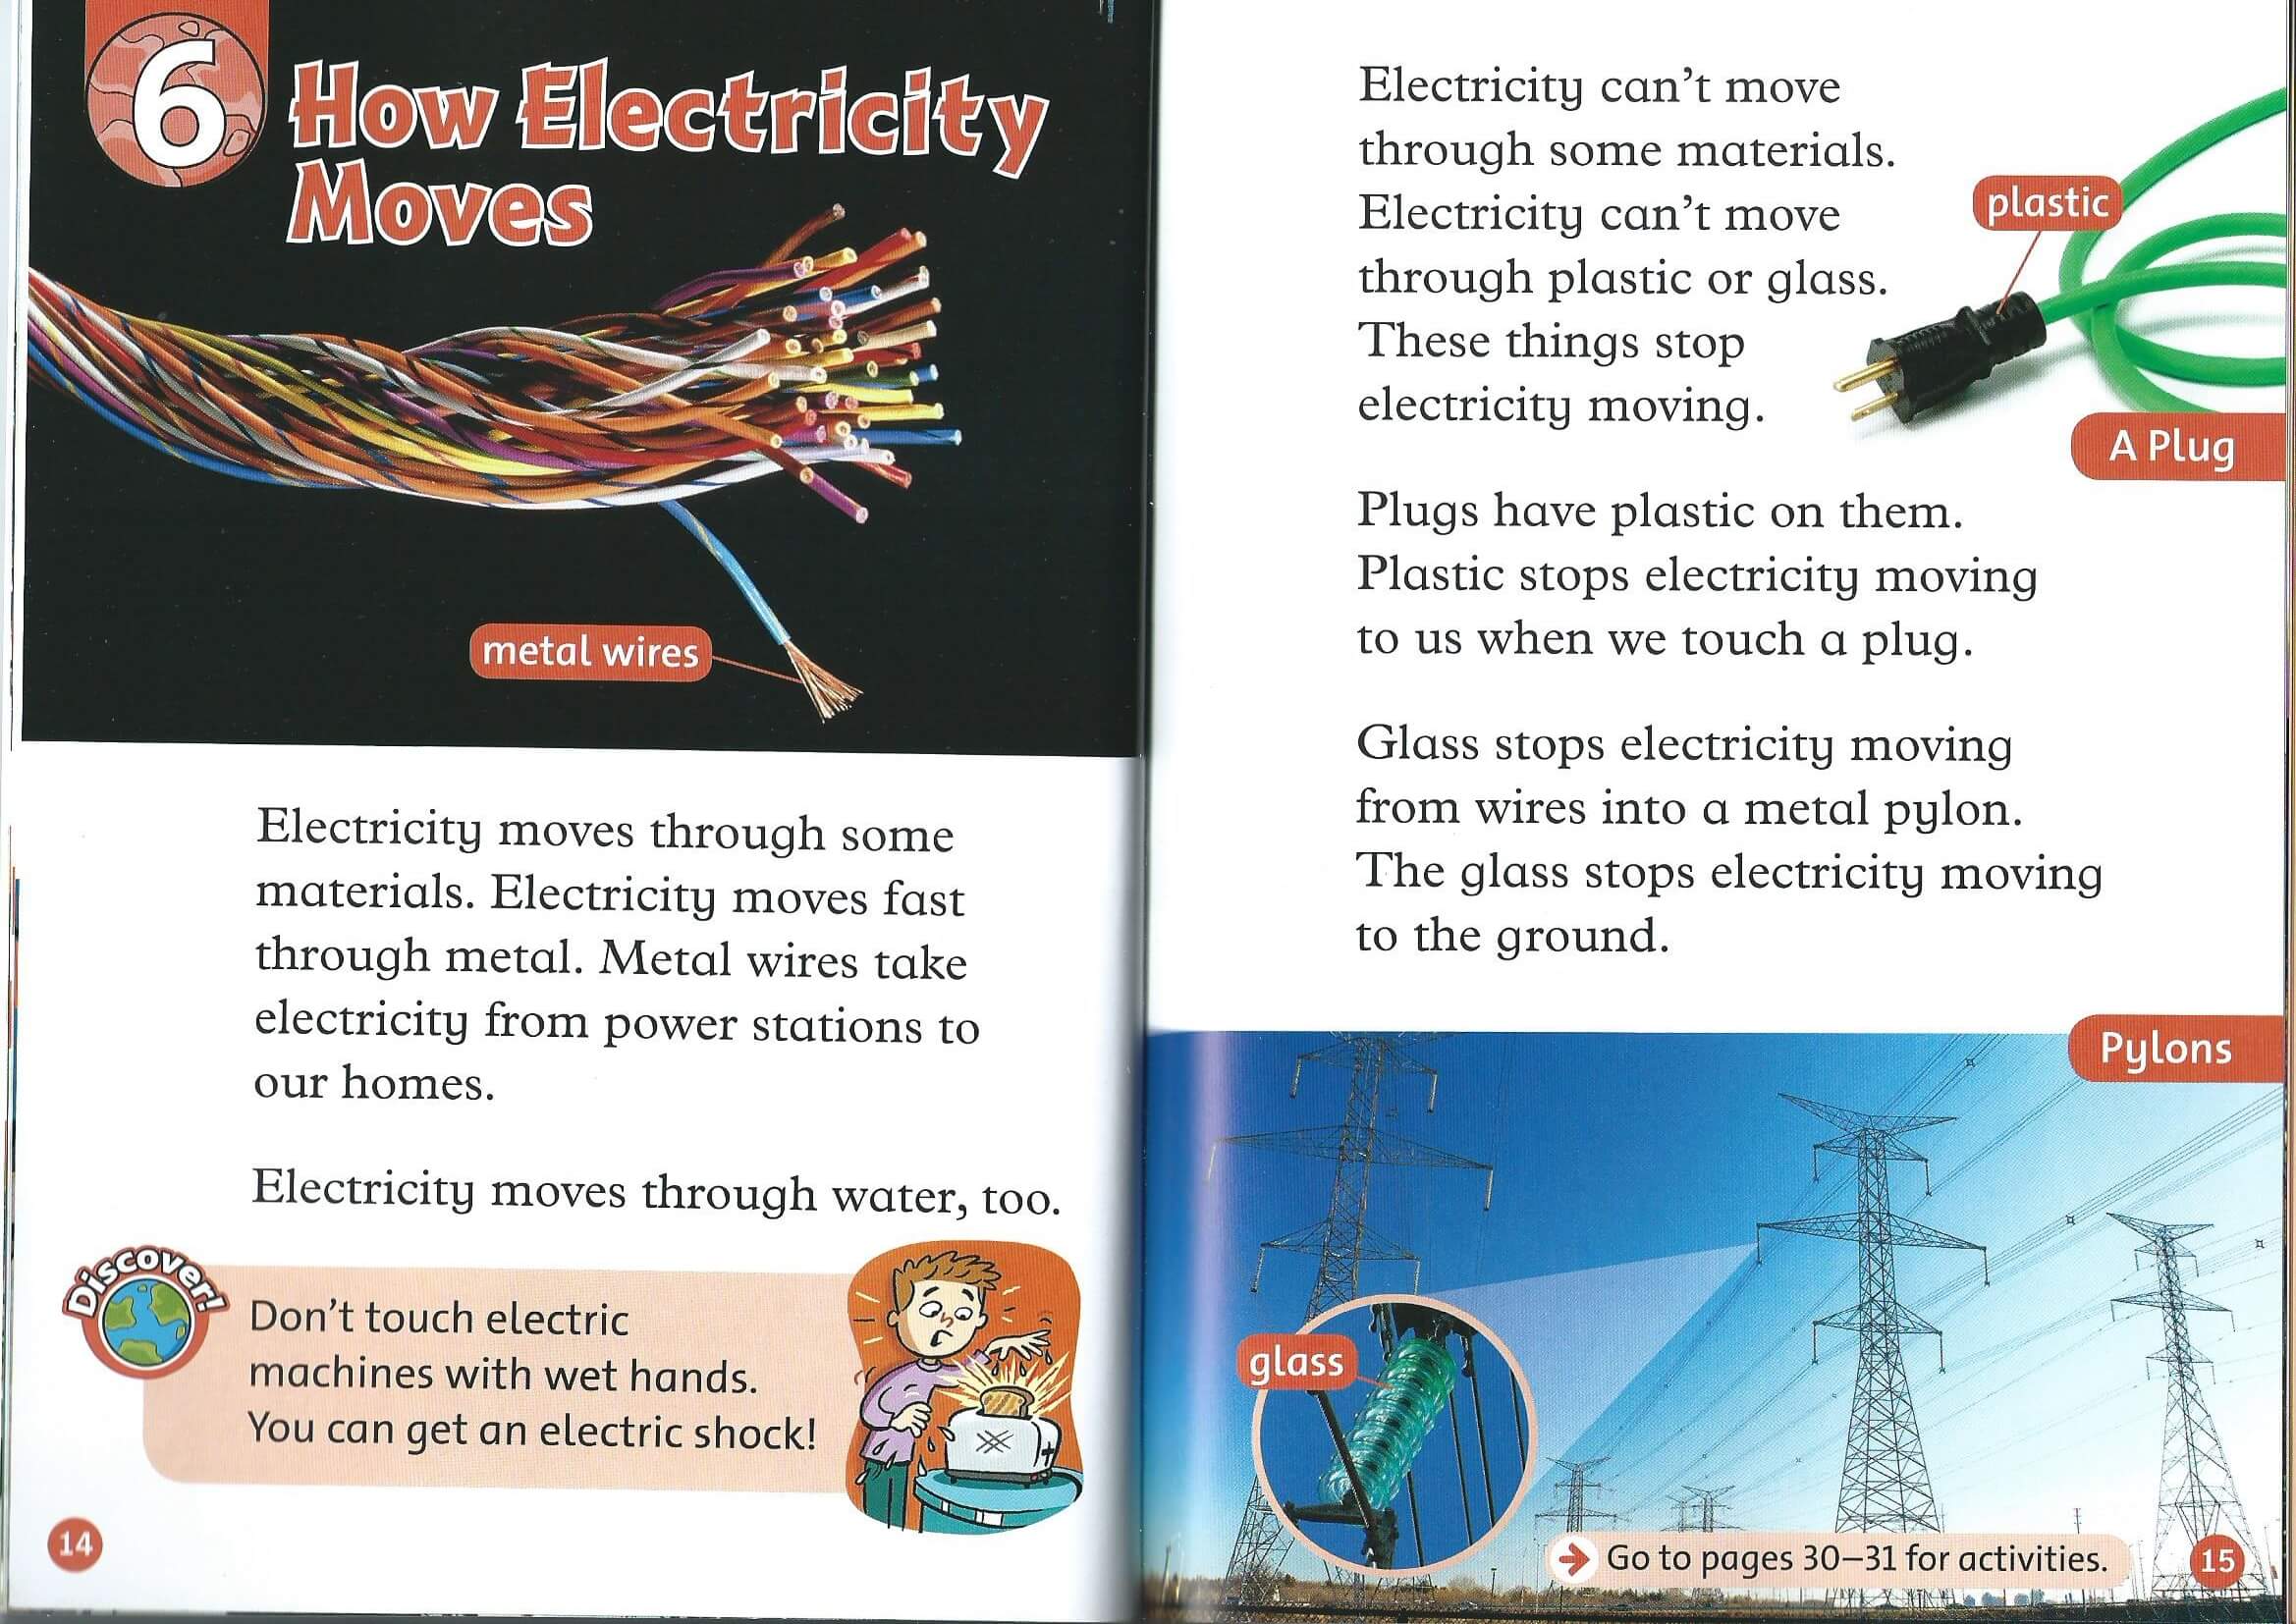 6
How Electricity
Moves
metal wires
Electricity moves through some
materials. Electricity moves fast
through metal. Metal wires take
electricity from power stations to
our homes.
Electricity moves through water, too.
Discover!
Don't touch electric
machines with wet hands.
You can get an electric shock!
14
Electricity can't move
through some materials.
Electricity can't move
through plastic or glass.
These things stop
electricity moving.
plastic
A Plug
Plugs have plastic on them.
Plastic stops electricity moving
to us when we touch a plug.
Glass stops electricity moving
from wires into a metal pylon.
The glass stops electricity moving
to the ground.
Pylons
glass
Go to pages 30–31 for activities.
15